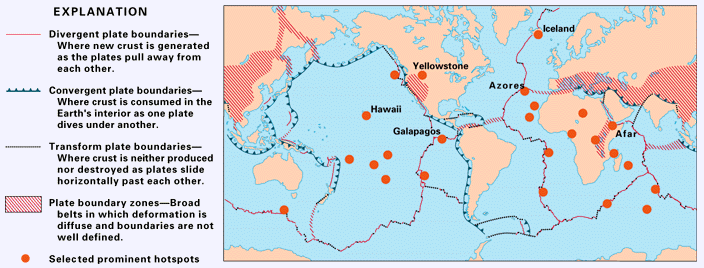 EXPLANATION
Divergent plate boundaries—
Where new crust is generated
as the plates pull away from
each other.
Convergent plate boundaries—
Where crust is consumed in the
Earth's interior as one plate
dives under another.
Transform plate boundaries—
Where crust is neither produced
nor destroyed as plates slide
horizontally past each other.
Plate boundary zones—Broad
belts in which deformation is
diffuse and boundaries are not
well defined.
Selected prominent hotspots
Iceland
Yellowstone
Azores
Hawaii
Galapagos
Afar